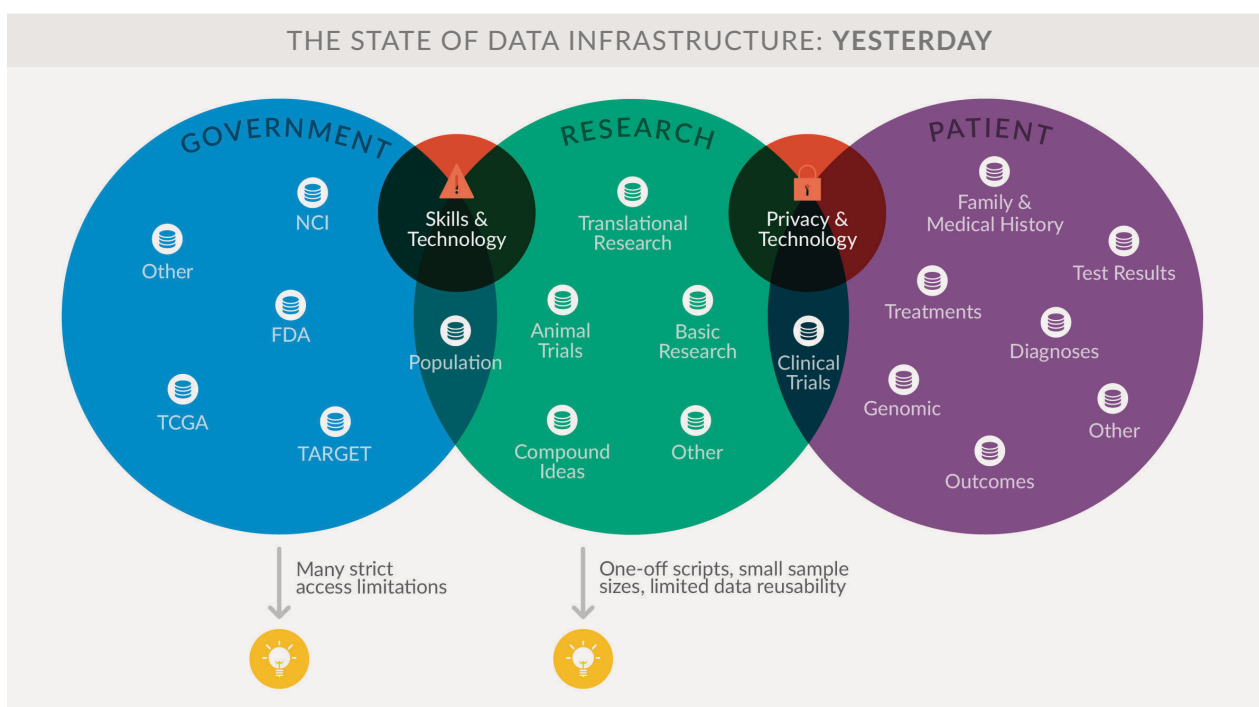 THE STATE OF DATA INFRASTRUCTURE: YESTERDAY
GOVERNMENT
NCI
Other
FDA
TCGA
TARGET
Skills &
Technology
Population
RESEARCH
Translational
Research
Animal
Trials
Basic
Research
Compound
Ideas
Other
Privacy &
Technology
Clinical
Trials
PATIENT
Family &
Medical History
Test Results
Treatments
Diagnoses
Genomic
Other
Outcomes
Many strict
access limitations
One-off scripts, small sample
sizes, limited data reusability